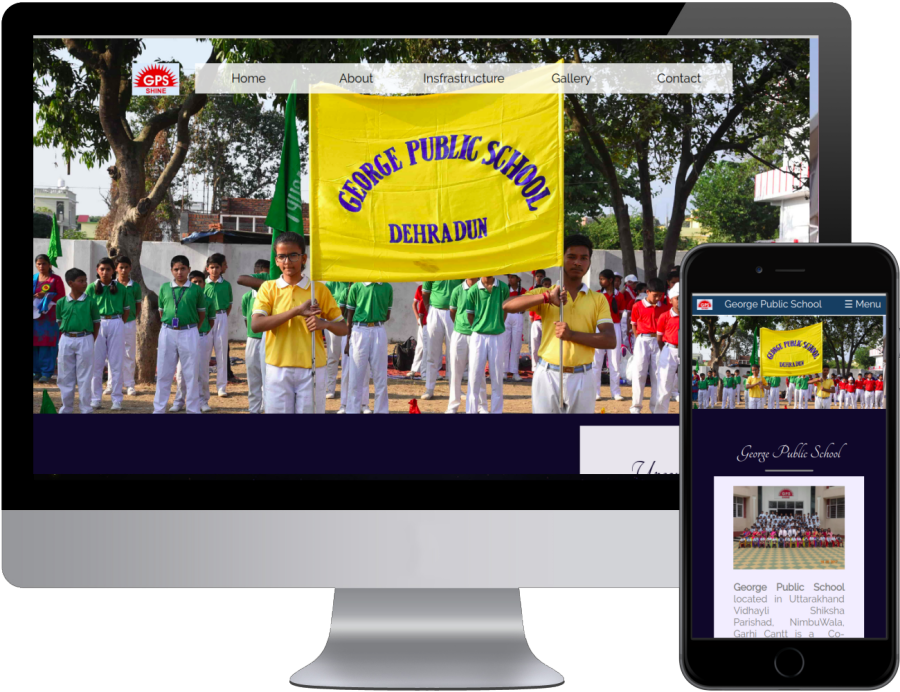 GPS
SHINE
Home About Insfrastructure Gallery Contact
GEORGE PUBLIC SCHOOL
DEHRADUN
GPS George Public School ☰ Menu
GEORGE PUBLIC SCHOOL
DEHRADUN
George Public School
George Public School
located in Uttarakhand
Vidhayli Shiksha
Parishad, NimbuWala,
Garhi Cantt is a Co-